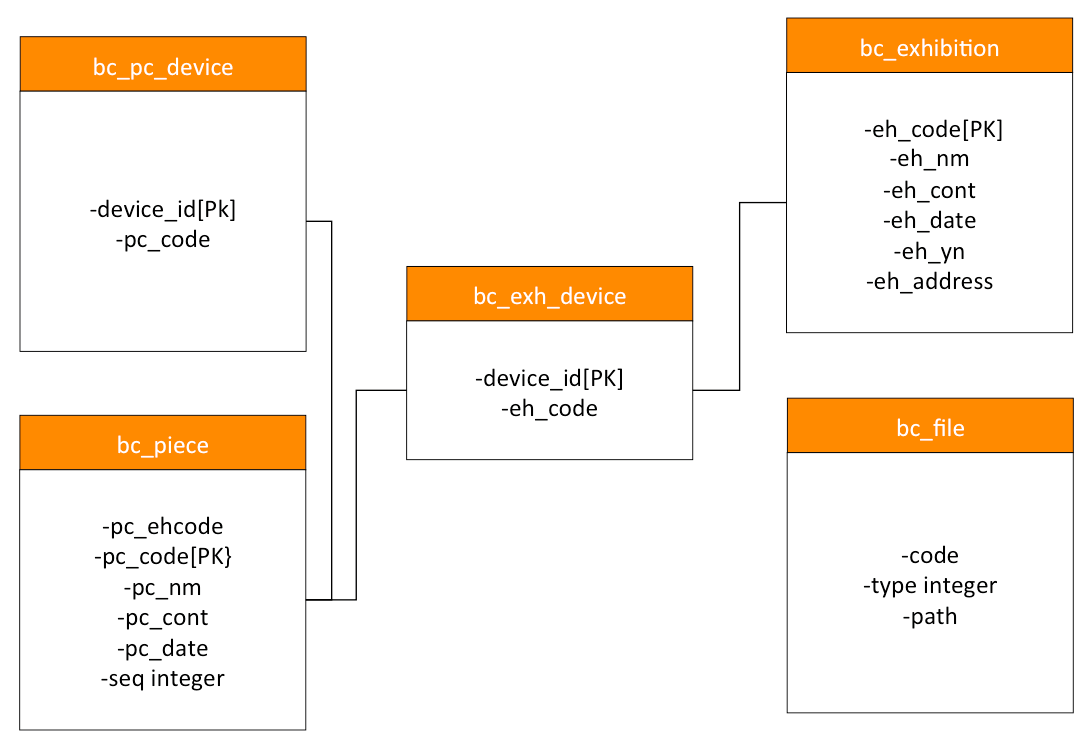 bc_pc_device
-device_id[Pk]
-pc_code
bc_piece
-pc_ehcode
-pc_code[PK}
-pc_nm
-pc_cont
-pc_date
-seq integer
bc_exh_device
-device_id[PK]
-eh_code
bc_exhibition
-eh_code[PK]
-eh_nm
-eh_cont
-eh_date
-eh_yn
-eh_address
bc_file
-code
-type integer
-path